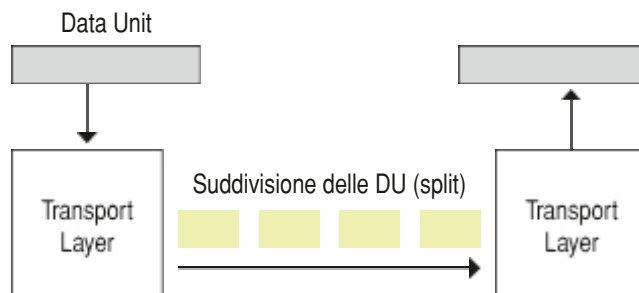 Data Unit
Suddivisione delle DU (split)
Transport
Layer
Transport
Layer